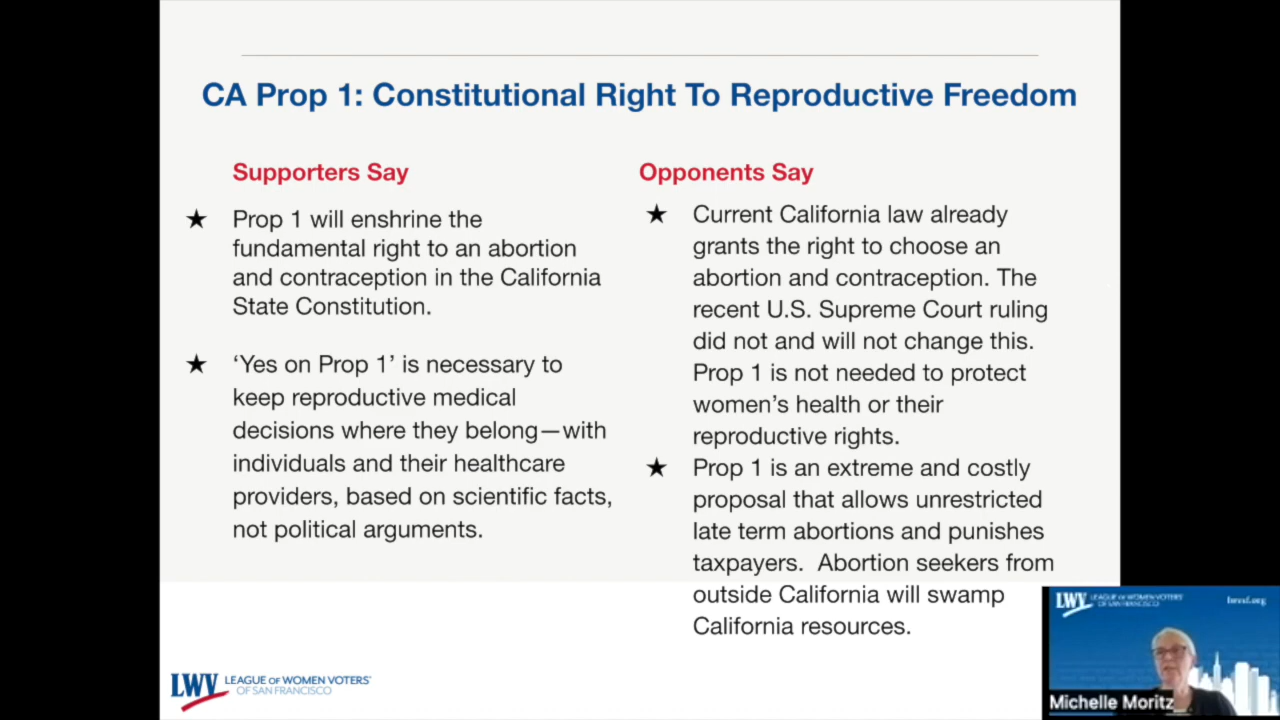 CA Prop 1: Constitutional Right To Reproductive Freedom
Supporters Say
★ Prop 1 will enshrine the
fundamental right to an abortion
and contraception in the California
State Constitution.
★ ‘Yes on Prop 1’ is necessary to
keep reproductive medical
decisions where they belong—with
individuals and their healthcare
providers, based on scientific facts,
not political arguments.
Opponents Say
★ Current California law already
grants the right to choose an
abortion and contraception. The
recent U.S. Supreme Court ruling
did not and will not change this.
Prop 1 is not needed to protect
women’s health or their
reproductive rights.
★ Prop 1 is an extreme and costly
proposal that allows unrestricted
late term abortions and punishes
taxpayers.  Abortion seekers from
outside California will swamp
California resources.
LWV LEAGUE OF WOMEN VOTERS®
OF SAN FRANCISCO
LWV LEAGUE OF WOMEN VOTERS®
OF SAN FRANCISCO
lwvsf.org
Michelle Moritz